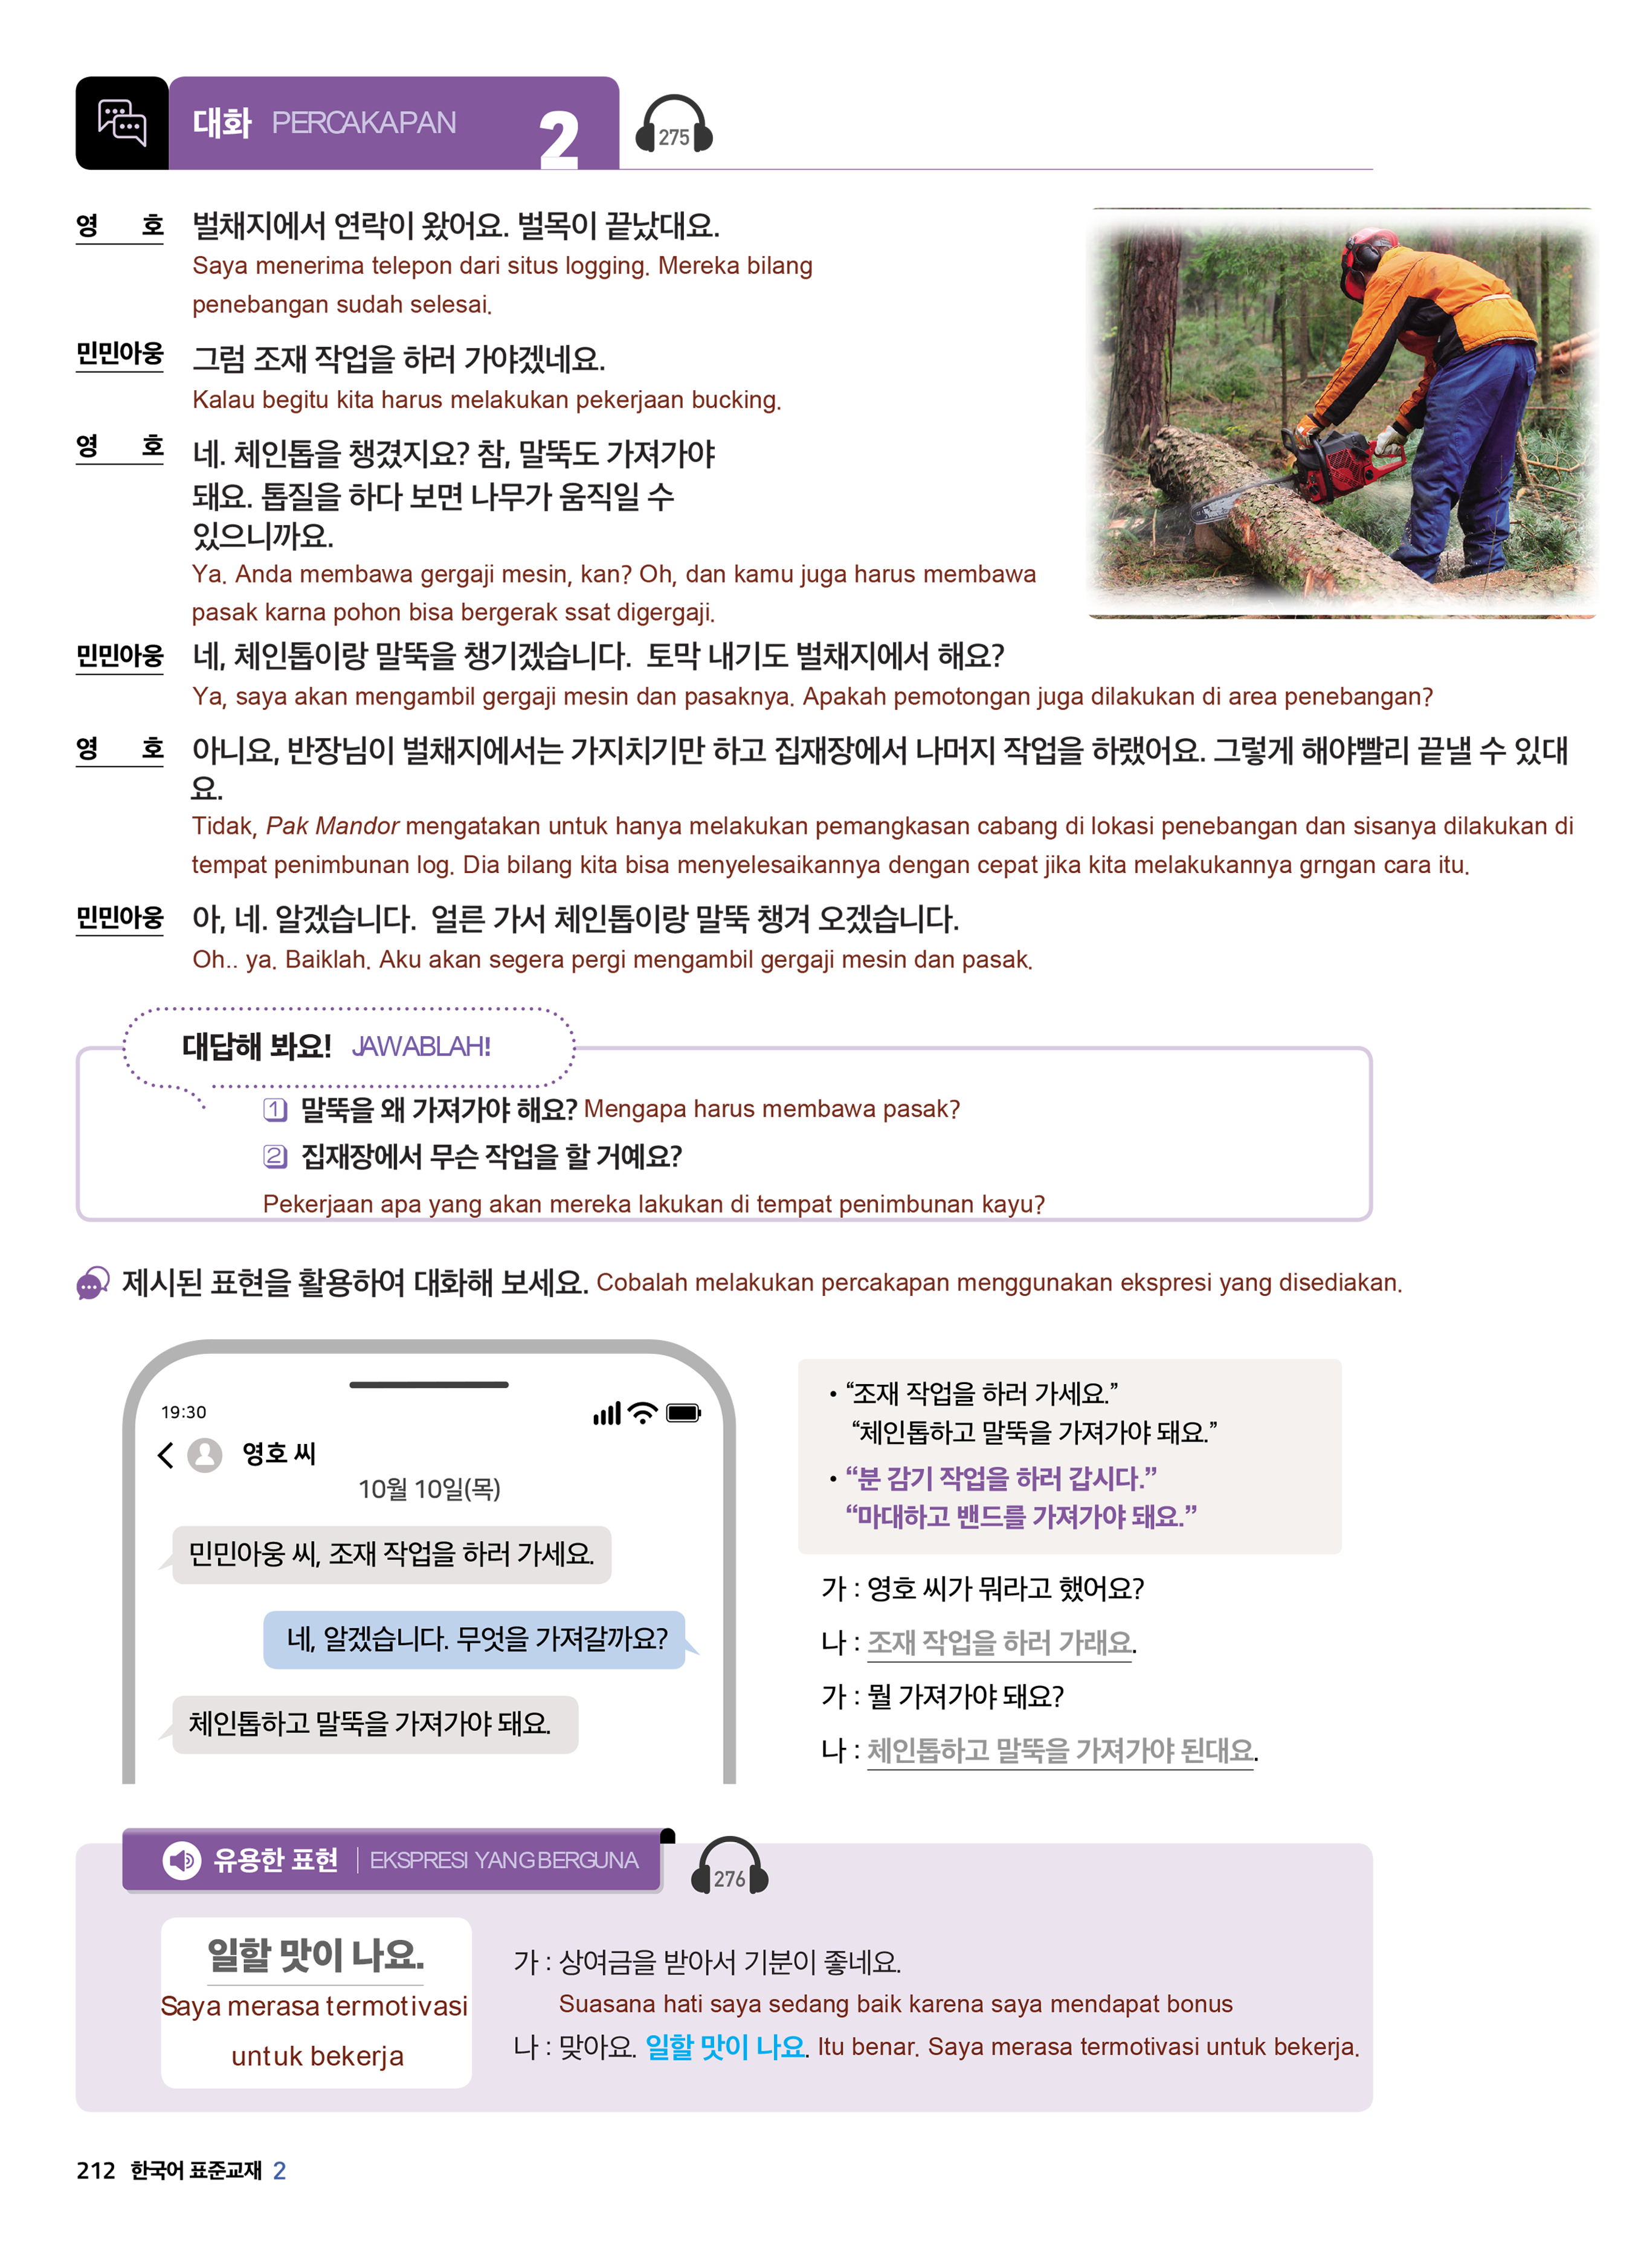 대화 PERCAKAPAN 2 275
영 호 벌채지에서 연락이 왔어요. 벌목이 끝났대요.
Saya menerima telepon dari situs logging. Mereka bilang
penebangan sudah selesai.
민민아웅 그럼 조재 작업을 하러 가야겠네요.
Kalau begitu kita harus melakukan pekerjaan bucking.
영 호 네. 체인톱을 챙겼지요? 참, 말뚝도 가져가야
돼요. 톱질을 하다 보면 나무가 움직일 수
있으니까요.
Ya. Anda membawa gergaji mesin, kan? Oh, dan kamu juga harus membawa
pasak karna pohon bisa bergerak ssat digergaji.
민민아웅 네, 체인톱이랑 말뚝을 챙기겠습니다. 토막 내기도 벌채지에서 해요?
Ya, saya akan mengambil gergaji mesin dan pasaknya. Apakah pemotongan juga dilakukan di area penebangan?
영 호 아니요, 반장님이 벌채지에서는 가지치기만 하고 집재장에서 나머지 작업을 하랬어요. 그렇게 해야빨리 끝낼 수 있대
요.
Tidak, Pak Mandor mengatakan untuk hanya melakukan pemangkasan cabang di lokasi penebangan dan sisanya dilakukan di
tempat penimbunan log. Dia bilang kita bisa menyelesaikannya dengan cepat jika kita melakukannya grngan cara itu.
민민아웅 아, 네. 알겠습니다. 얼른 가서 체인톱이랑 말뚝 챙겨 오겠습니다.
Oh.. ya. Baiklah. Aku akan segera pergi mengambil gergaji mesin dan pasak.
대답해 봐요! JAWABLAH!
1 말뚝을 왜 가져가야 해요? Mengapa harus membawa pasak?
2 집재장에서 무슨 작업을 할 거예요?
Pekerjaan apa yang akan mereka lakukan di tempat penimbunan kayu?
제시된 표현을 활용하여 대화해 보세요. Cobalah melakukan percakapan menggunakan ekspresi yang disediakan.
19:30
영호 씨
10월 10일(목)
민민아웅 씨, 조재 작업을 하러 가세요.
네, 알겠습니다. 무엇을 가져갈까요?
체인톱하고 말뚝을 가져가야 돼요.
• “조재 작업을 하러 가세요.”
“체인톱하고 말뚝을 가져가야 돼요.”
• “분 감기 작업을 하러 갑시다.”
“마대하고 밴드를 가져가야 돼요.”
가 : 영호 씨가 뭐라고 했어요?
나 : 조재 작업을 하러 가래요.
가 : 뭘 가져가야 돼요?
나 : 체인톱하고 말뚝을 가져가야 된대요.
유용한 표현 EKSPRESI YANG BERGUNA 276
일할 맛이 나요.
Saya merasa termotivasi
untuk bekerja
가 : 상여금을 받아서 기분이 좋네요.
Suasana hati saya sedang baik karena saya mendapat bonus
나 : 맞아요. 일할 맛이 나요. Itu benar. Saya merasa termotivasi untuk bekerja.
212 한국어 표준교재 2